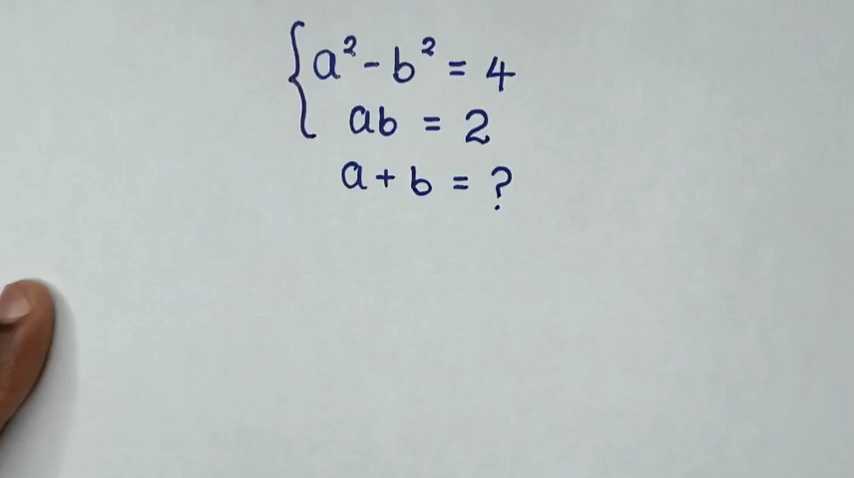 a² - b² = 4
ab = 2
a + b = ?